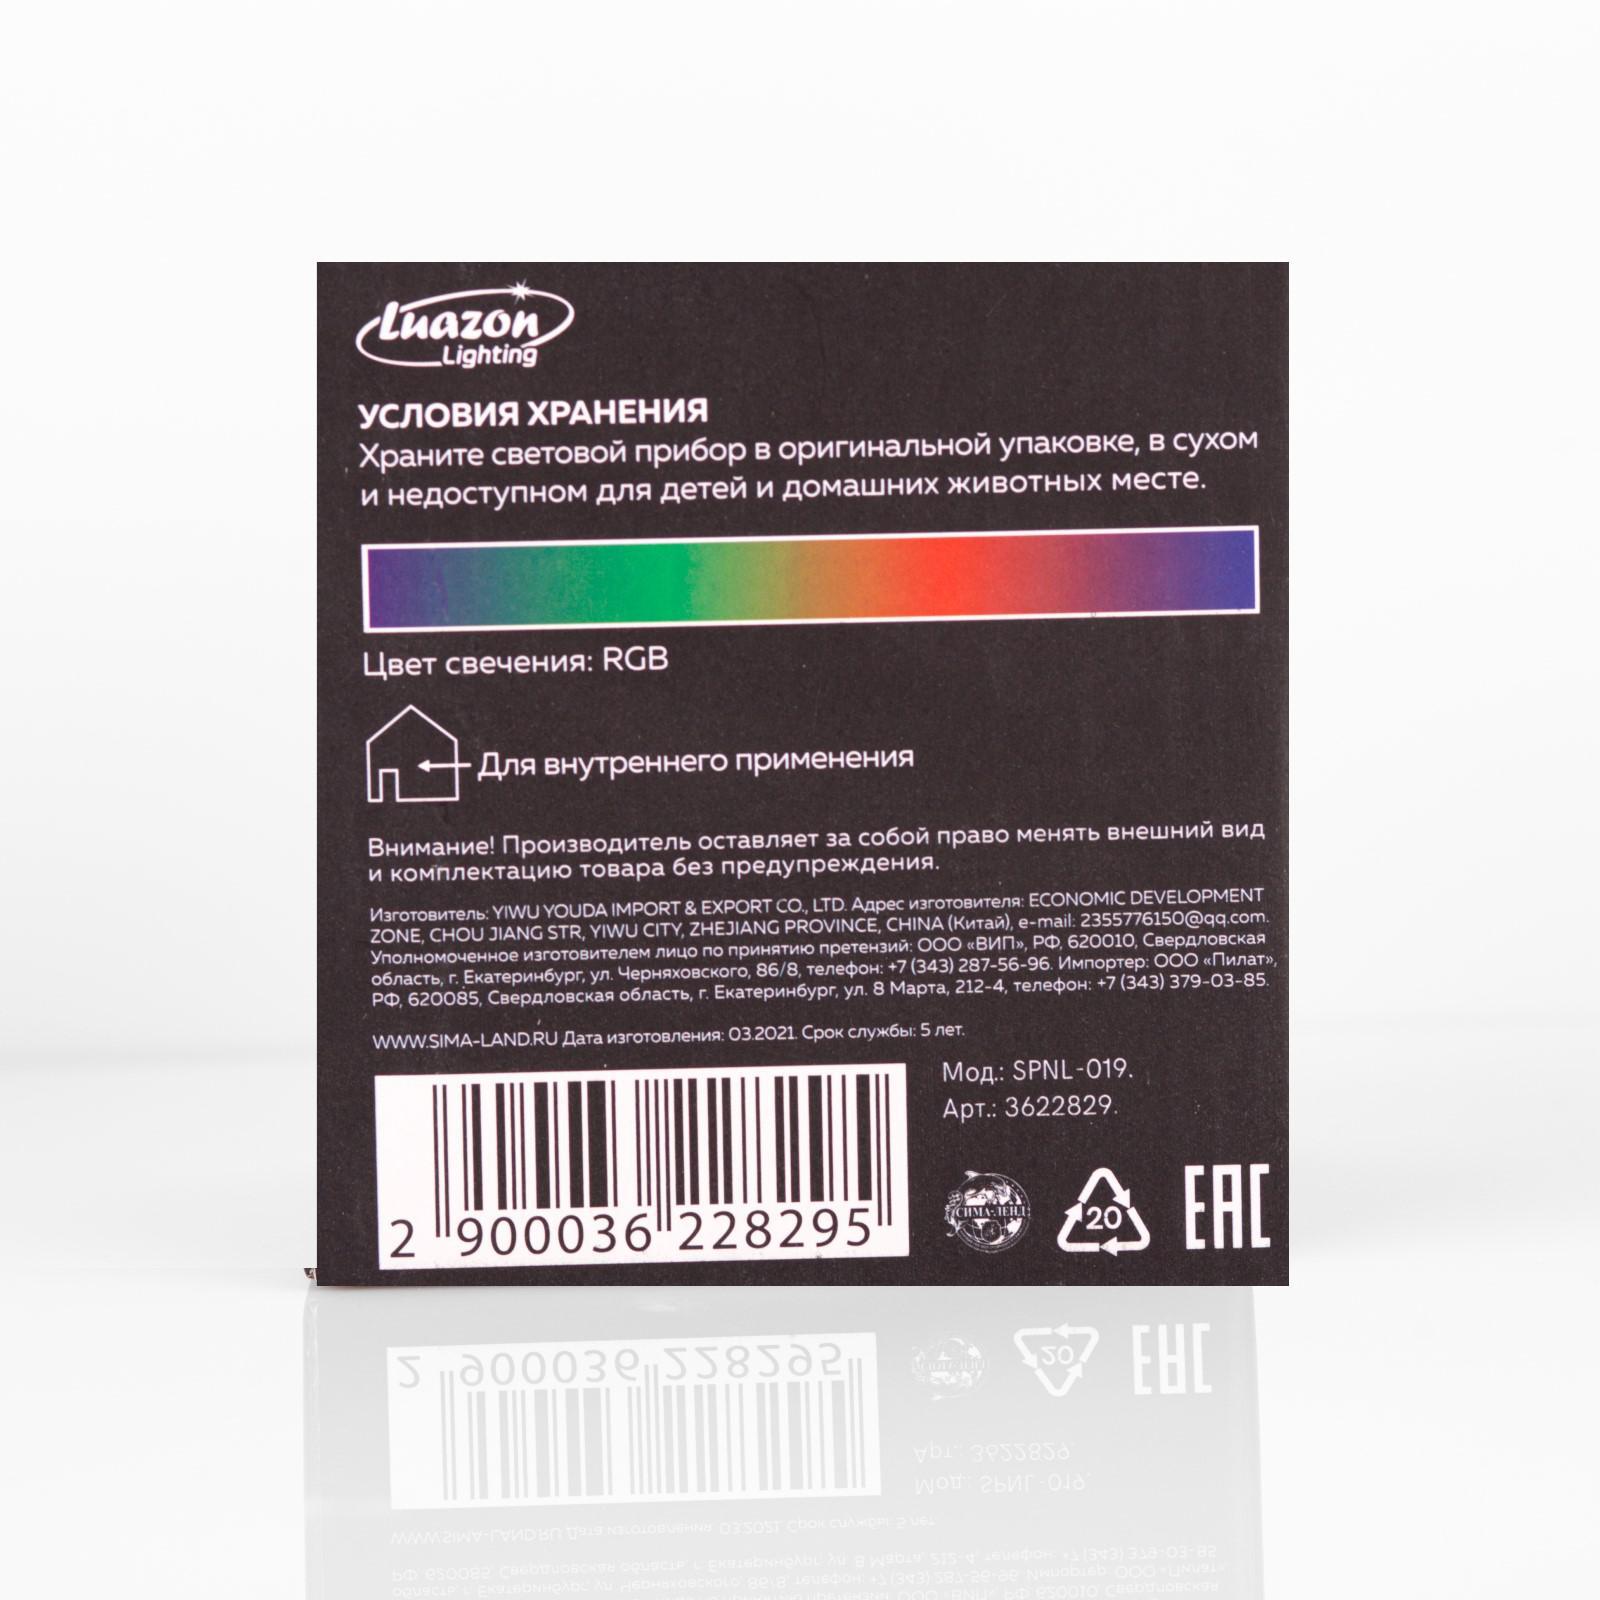 Luazon
Lighting
УСЛОВИЯ ХРАНЕНИЯ
Храните световой прибор в оригинальной упаковке, в сухом
и недоступном для детей и домашних животных месте.
Цвет свечения: RGB
Для внутреннего применения
Внимание! Производитель оставляет за собой право менять внешний вид
и комплектацию товара без предупреждения.
Изготовитель: YIWU YOUDA IMPORT & EXPORT CO., LTD. Адрес изготовителя: ECONOMIC DEVELOPMENT
ZONE, CHOU JIANG STR, YIWU CITY, ZHEJIANG PROVINCE, CHINA (Китай), e-mail: 2355776150@qq.com.
Уполномоченное изготовителем лицо по принятию претензий: ООО «ВИП», РФ, 620010, Свердловская
область, г. Екатеринбург, ул. Черняховского, 86/8, телефон: +7 (343) 287-56-96. Импортер: ООО «Пилат»,
РФ, 620085, Свердловская область, г. Екатеринбург, ул. 8 Марта, 212-4, телефон: +7 (343) 379-03-85.
WWW.SIMA-LAND.RU Дата изготовления: 03.2021. Срок службы: 5 лет.
Мод.: SPNL-019.
Арт.: 3622829.
2 900036 228295
СИМА-ЛЕНД
20
EAC